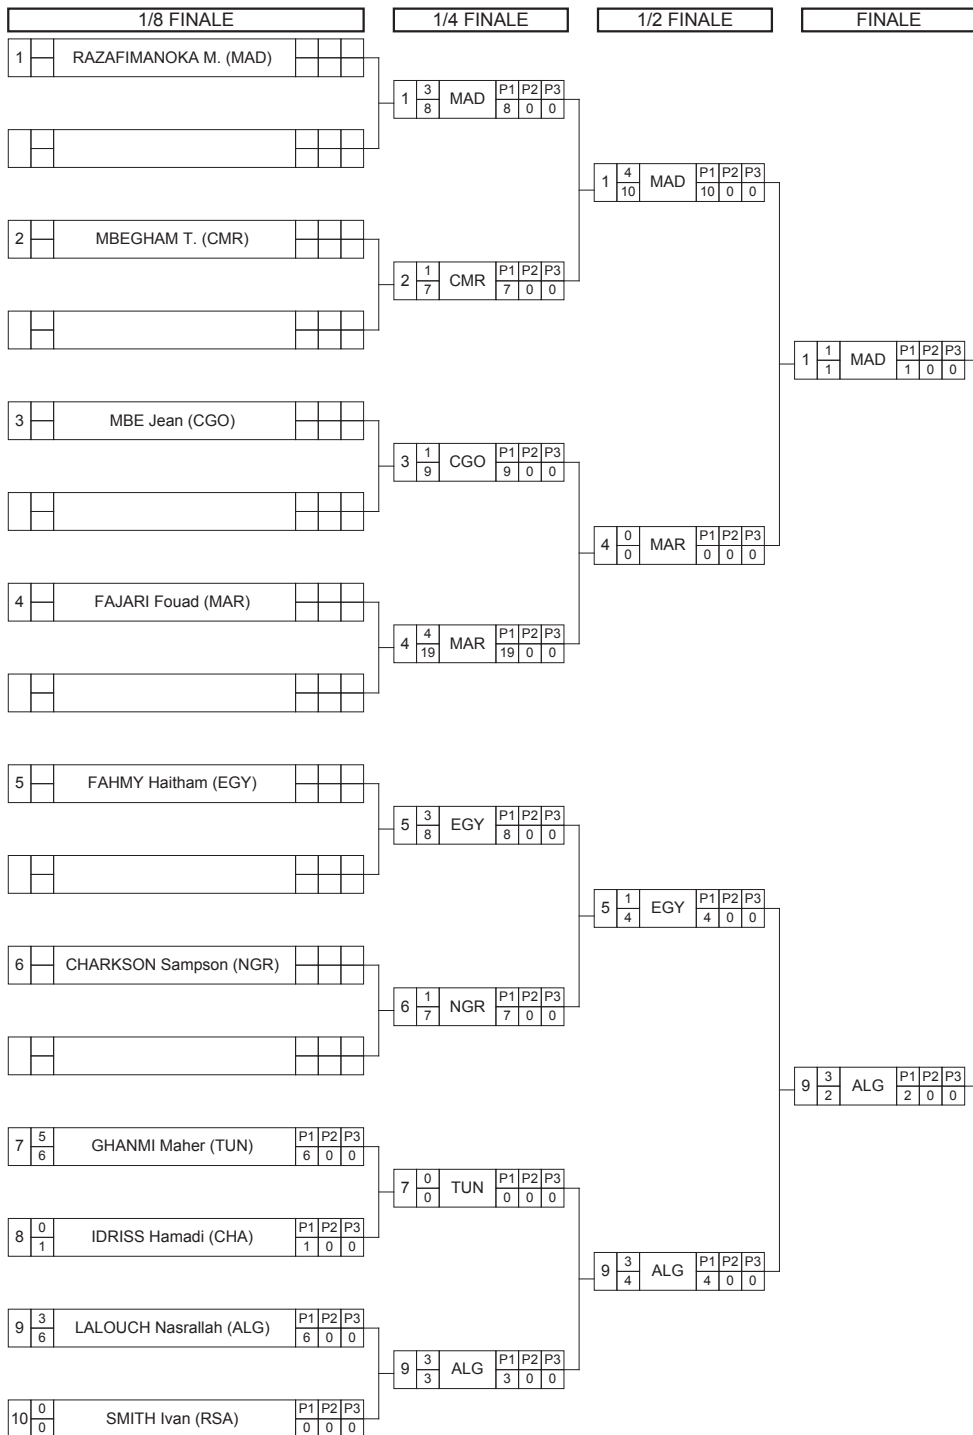 1/8 FINALE 1/4 FINALE 1/2 FINALE FINALE
1 RAZAFIMANOKA M. (MAD)
1 3 8 MAD P1 P2 P3 8 0 0
1 4 10 MAD P1 P2 P3 10 0 0
2 MBEGHAM T. (CMR)
2 1 7 CMR P1 P2 P3 7 0 0
1 1 1 MAD P1 P2 P3 1 0 0
3 MBE Jean (CGO)
3 1 9 CGO P1 P2 P3 9 0 0
4 0 0 MAR P1 P2 P3 0 0 0
4 FAJARI Fouad (MAR)
4 4 19 MAR P1 P2 P3 19 0 0
5 FAHMY Haitham (EGY)
5 3 8 EGY P1 P2 P3 8 0 0
5 1 4 EGY P1 P2 P3 4 0 0
6 CHARKSON Sampson (NGR)
6 1 7 NGR P1 P2 P3 7 0 0
9 3 2 ALG P1 P2 P3 2 0 0
7 5 6 GHANMI Maher (TUN) P1 P2 P3 6 0 0
7 0 0 TUN P1 P2 P3 0 0 0
8 0 1 IDRISS Hamadi (CHA) P1 P2 P3 1 0 0
9 3 4 ALG P1 P2 P3 4 0 0
9 3 6 LALOUCH Nasrallah (ALG) P1 P2 P3 6 0 0
9 3 3 ALG P1 P2 P3 3 0 0
10 0 0 SMITH Ivan (RSA) P1 P2 P3 0 0 0